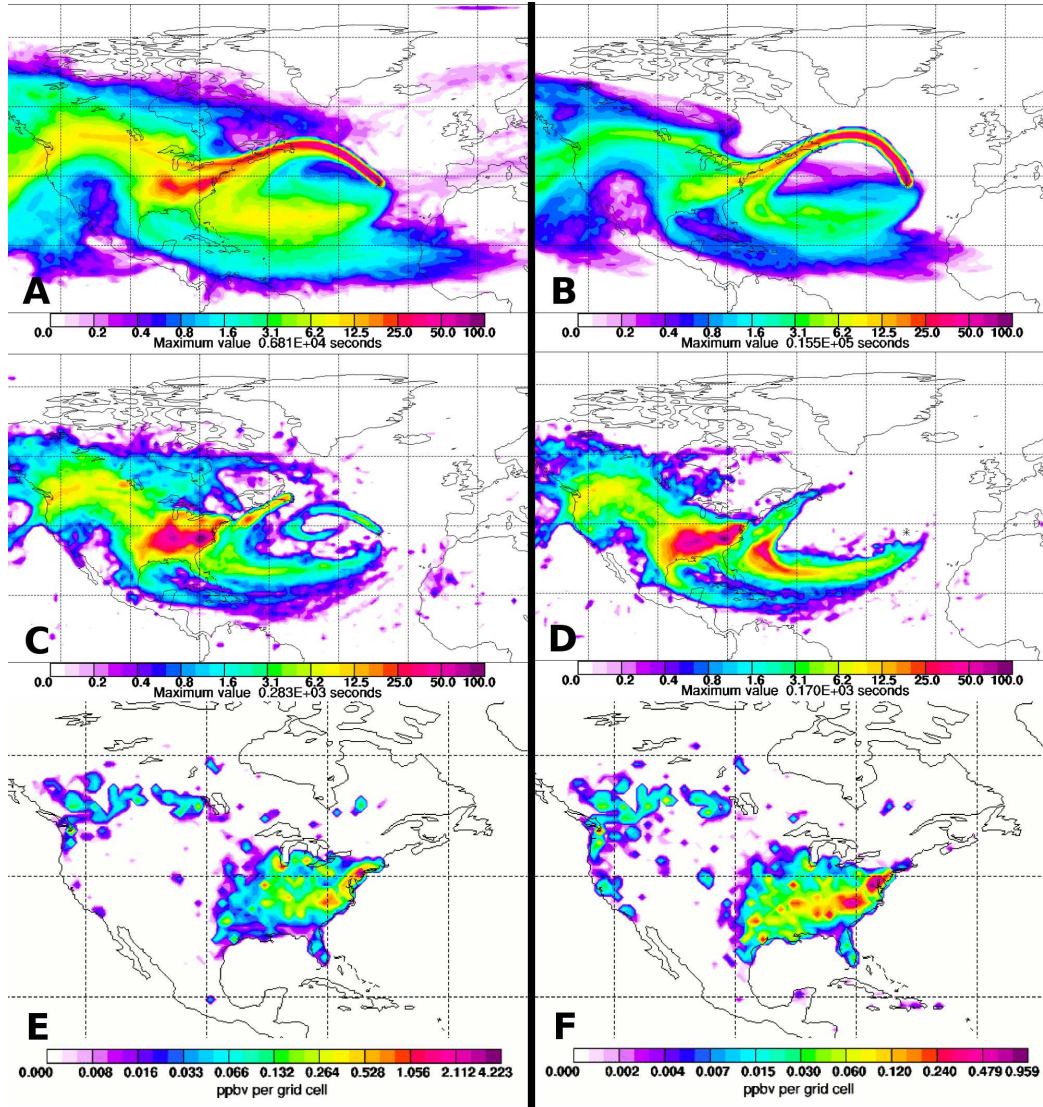 A
B
0.0 0.2 0.4 0.8 1.6 3.1 6.2 12.5 25.0 50.0 100.0
Maximum value 0.681E+04 seconds
0.0 0.2 0.4 0.8 1.6 3.1 6.2 12.5 25.0 50.0 100.0
Maximum value 0.155E+05 seconds
C
D
0.0 0.2 0.4 0.8 1.6 3.1 6.2 12.5 25.0 50.0 100.0
Maximum value 0.283E+03 seconds
0.0 0.2 0.4 0.8 1.6 3.1 6.2 12.5 25.0 50.0 100.0
Maximum value 0.170E+03 seconds
E
F
0.000 0.008 0.016 0.033 0.066 0.132 0.264 0.528 1.056 2.112 4.223
ppbv per grid cell
0.000 0.002 0.004 0.007 0.015 0.030 0.060 0.120 0.240 0.479 0.959
ppbv per grid cell